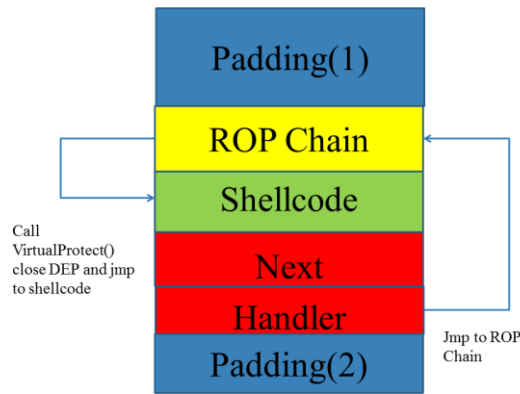 Padding(1)
ROP Chain
Shellcode
Call
VirtualProtect()
close DEP and jmp
to shellcode
Next
Handler
Jmp to ROP
Chain
Padding(2)